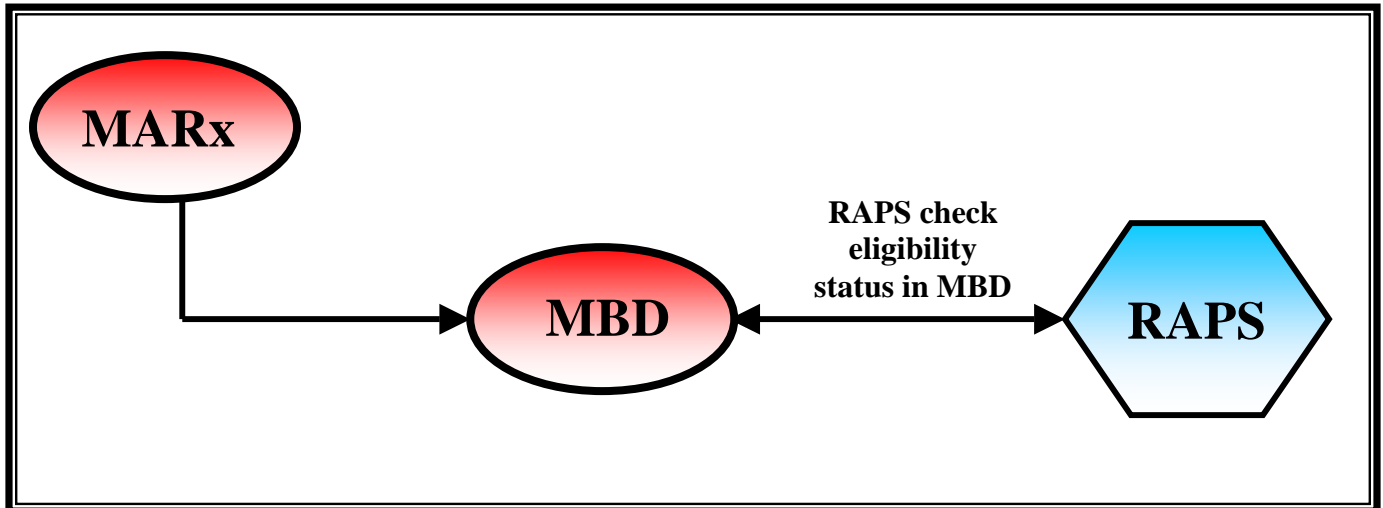 MARx
RAPS check
eligibility
status in MBD
MBD
RAPS